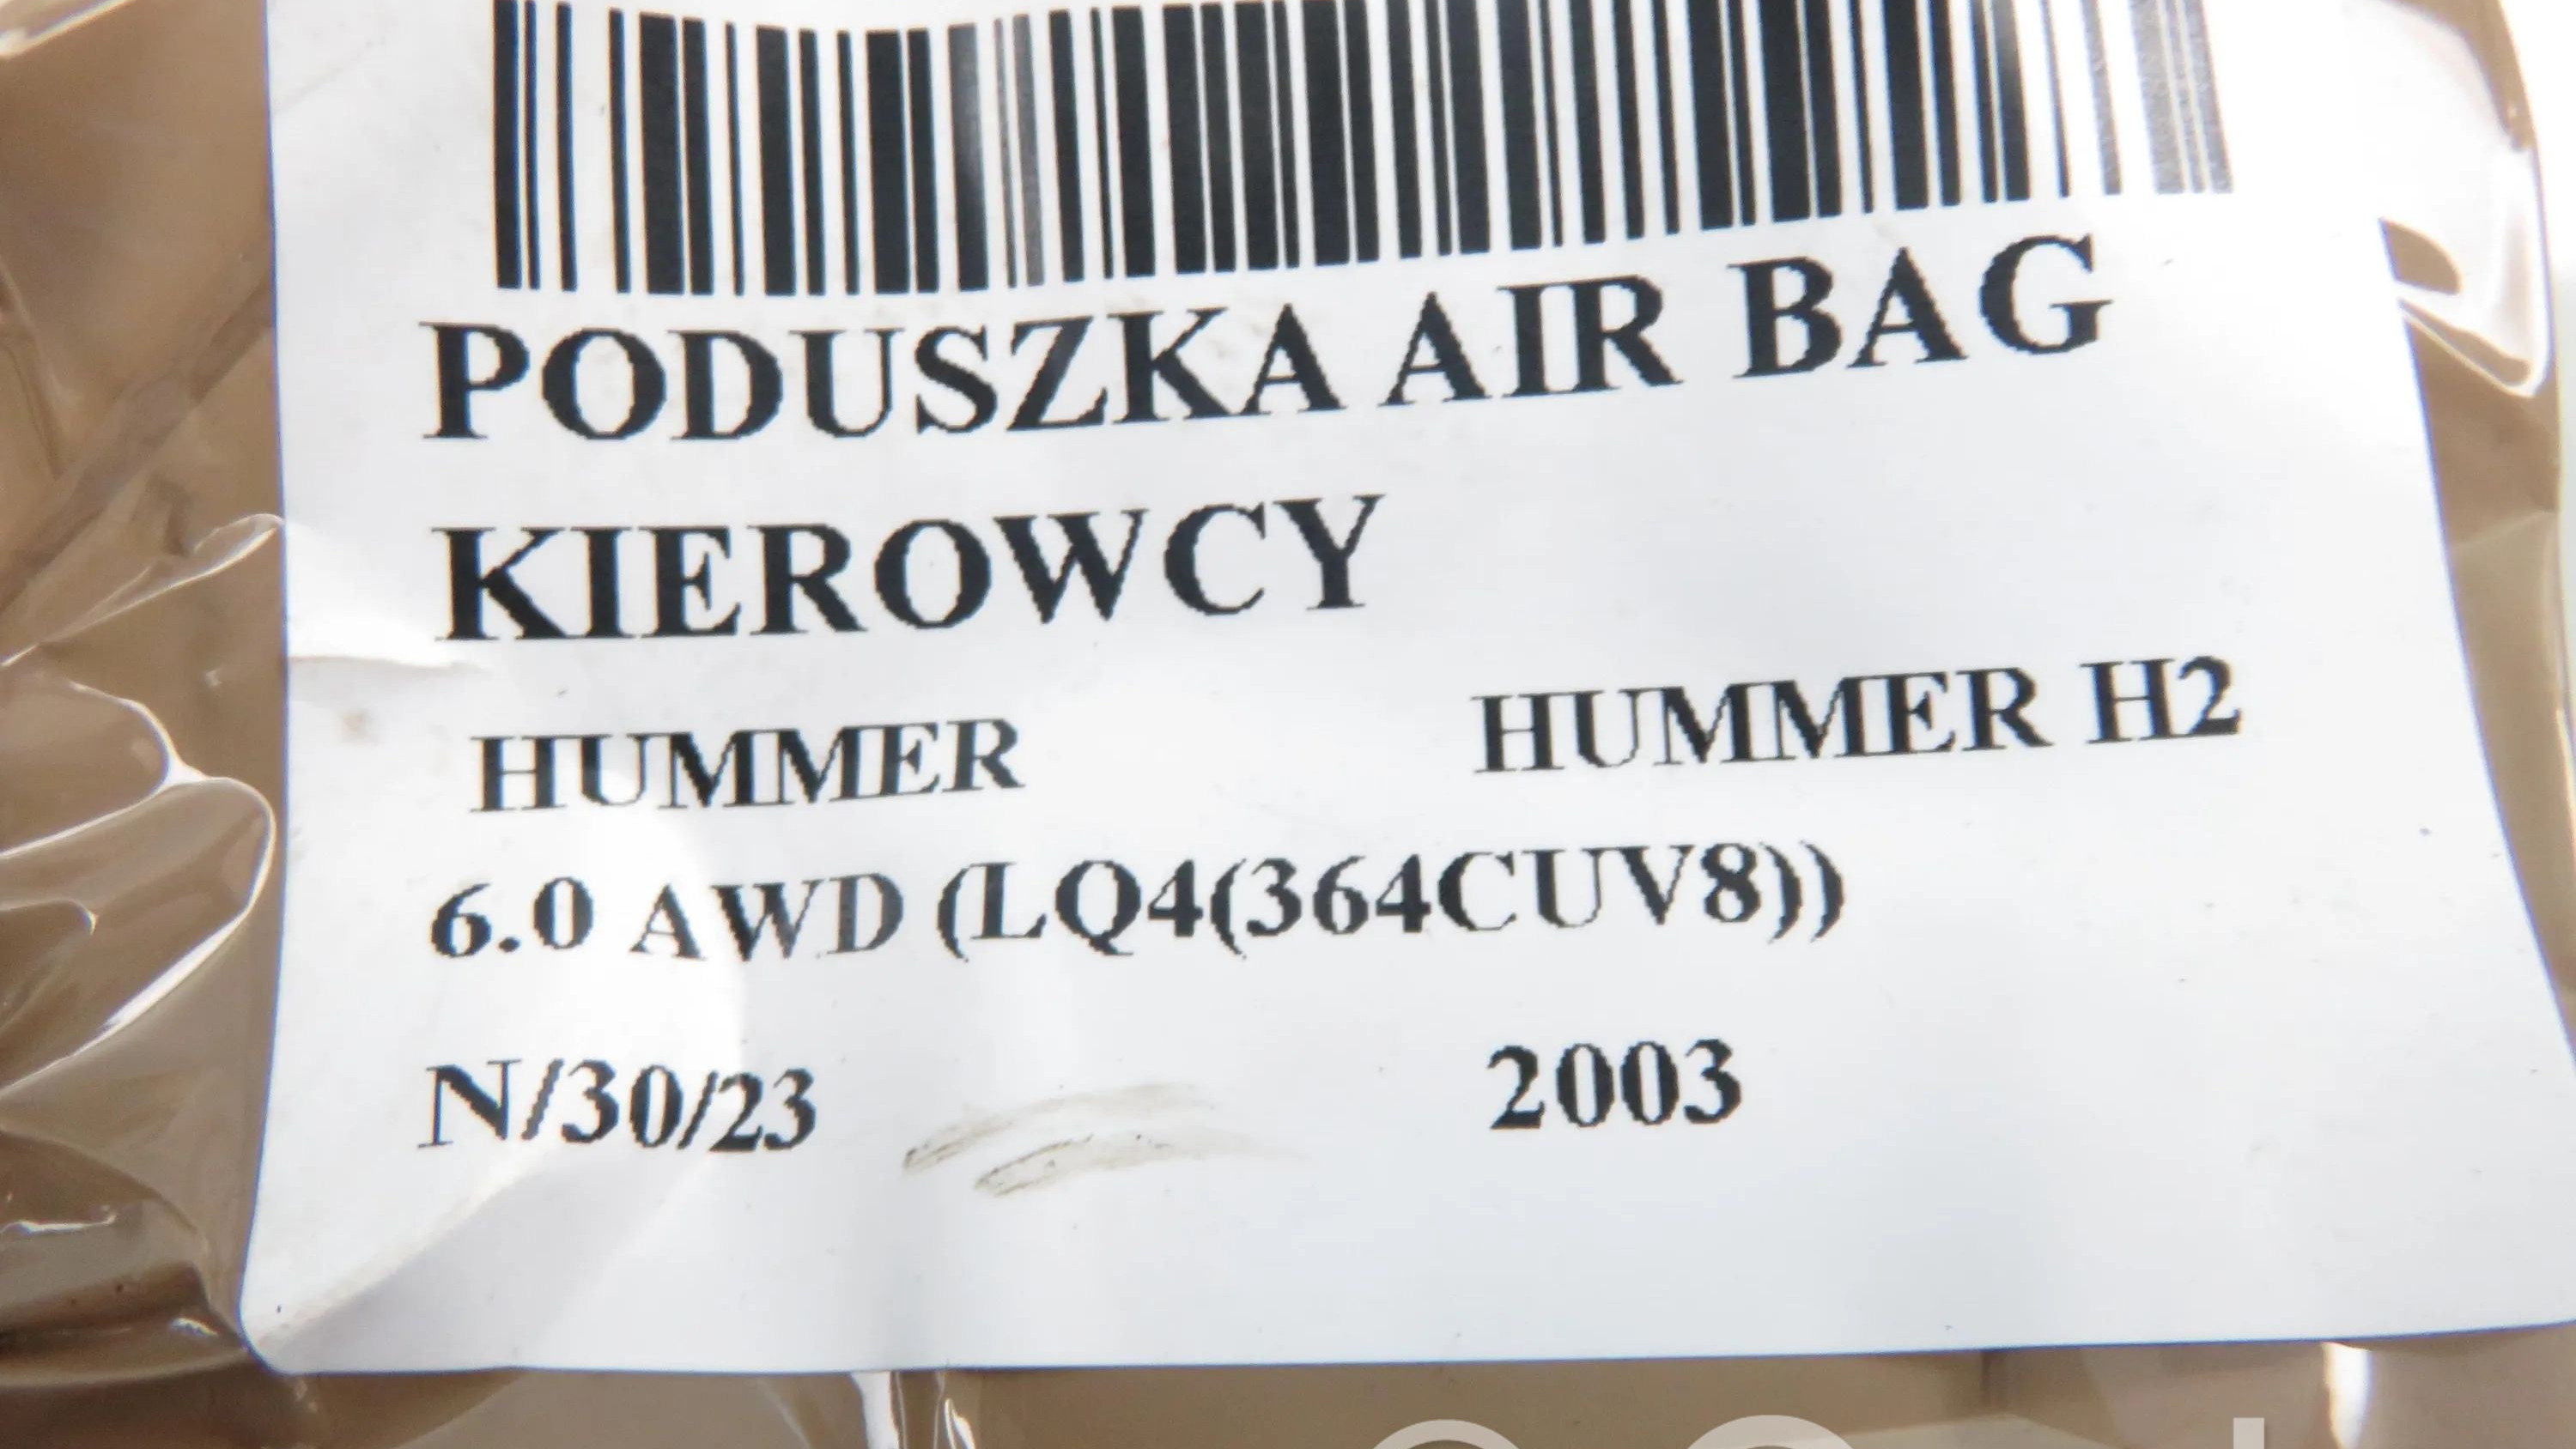 PODUSZKA AIR BAG
KIEROWCY
HUMMER HUMMER H2
6.0 AWD (LQ4(364CUV8))
N/30/23 2003